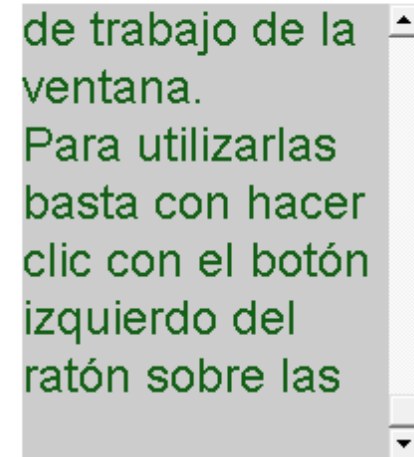 de trabajo de la
ventana.
Para utilizarlas
basta con hacer
clic con el botón
izquierdo del
ratón sobre las